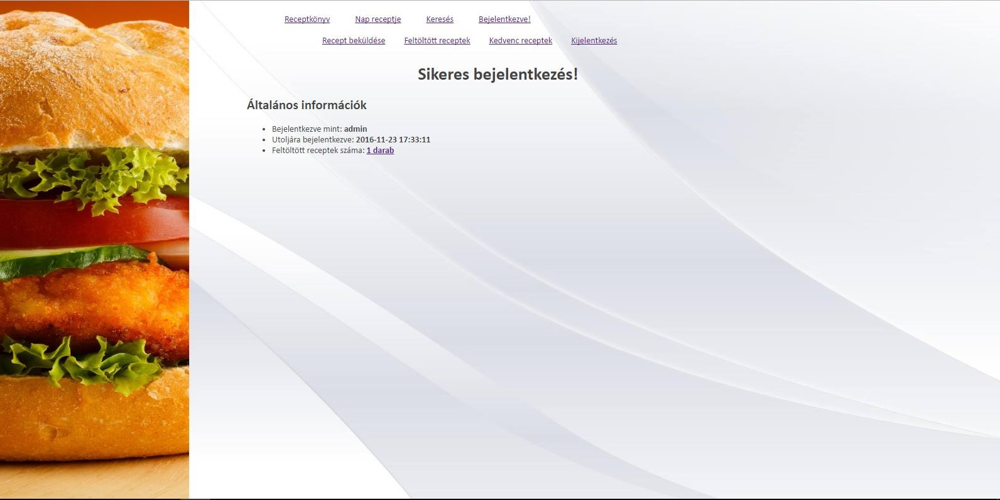 Receptkönyv Nap receptje Keresés Bejelentkezve!
Recept beküldése Feltöltött receptek Kedvenc receptek Kijelentkezés
Sikeres bejelentkezés!
Általános információk
• Bejelentkezve mint: admin
• Utoljára bejelentkezve: 2016-11-23 17:33:11
• Feltöltött receptek száma: 1 darab